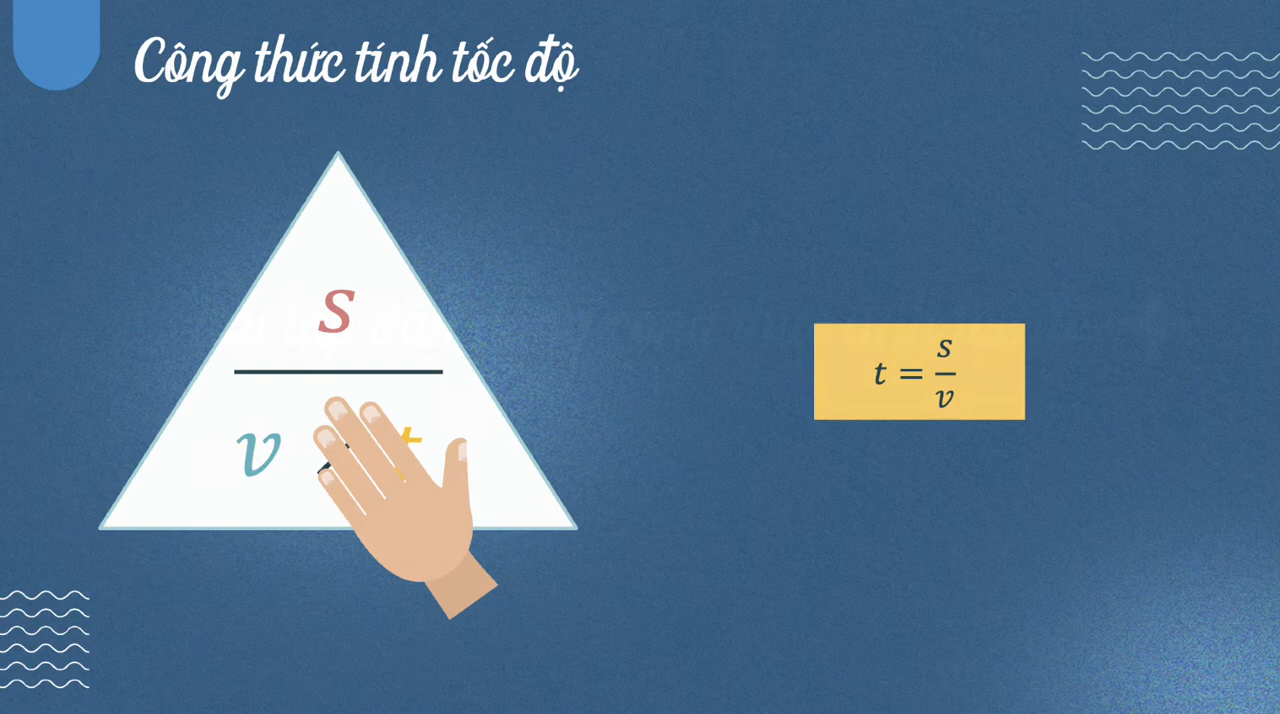 Công thức tính tốc độ
s
v t
t = s/v